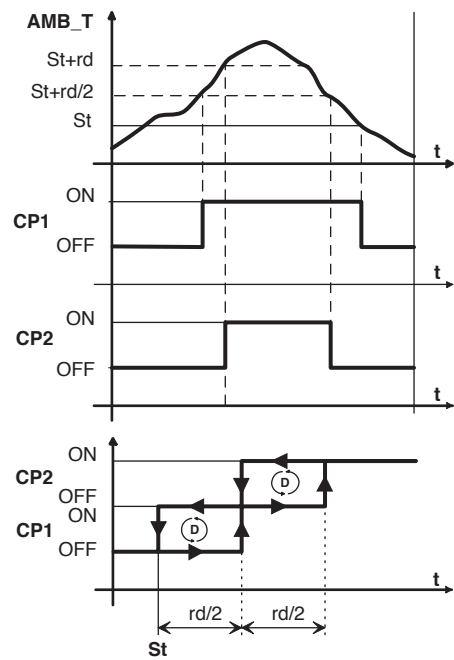 AMB_T
St+rd
St+rd/2
St
t
ON
CP1
OFF
t
ON
CP2
OFF
t
ON
CP2
OFF
D
ON
CP1
D
OFF
t
rd/2 rd/2
St